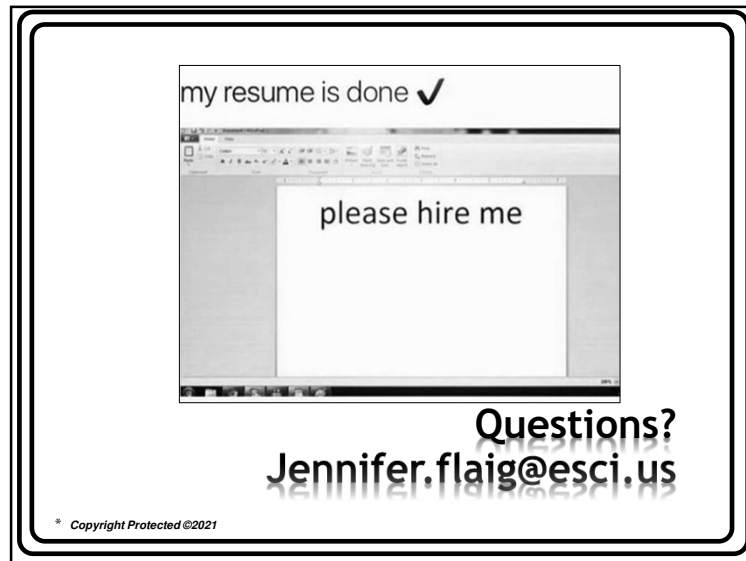 my resume is done ✓
please hire me
Questions?
Jennifer.flaig@esci.us
* Copyright Protected ©2021